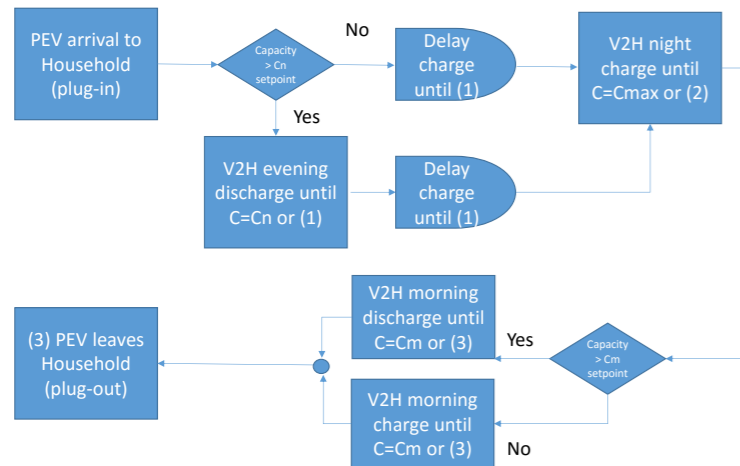 PEV arrival to
Household
(plug-in)
Capacity
> Cn
setpoint
No
Delay
charge
until (1)
V2H night
charge until
C=Cmax or (2)
Yes
V2H evening
discharge until
C=Cn or (1)
Delay
charge
until (1)
(3) PEV leaves
Household
(plug-out)
V2H morning
discharge until
C=Cm or (3)
Yes
Capacity
> Cm
setpoint
V2H morning
charge until
C=Cm or (3)
No